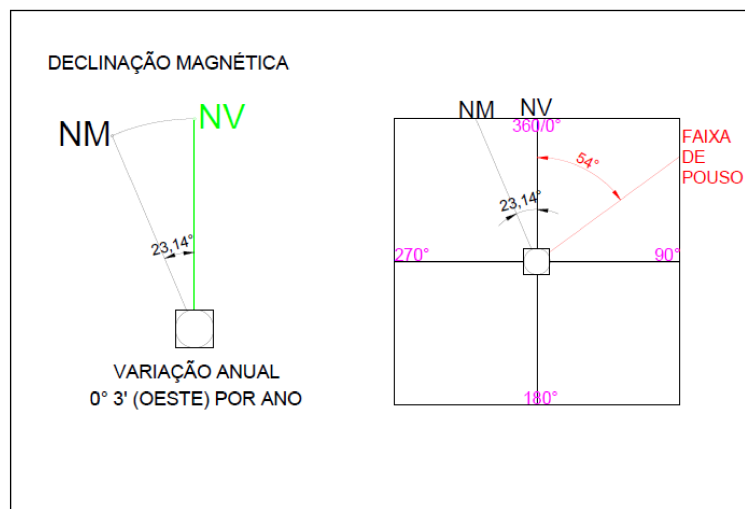 DECLINAÇÃO MAGNÉTICA
NM
NV
23,14°
VARIAÇÃO ANUAL
0° 3' (OESTE) POR ANO
NM
NV
360/0°
54°
23,14°
FAIXA
DE
POUSO
270°
90°
180°